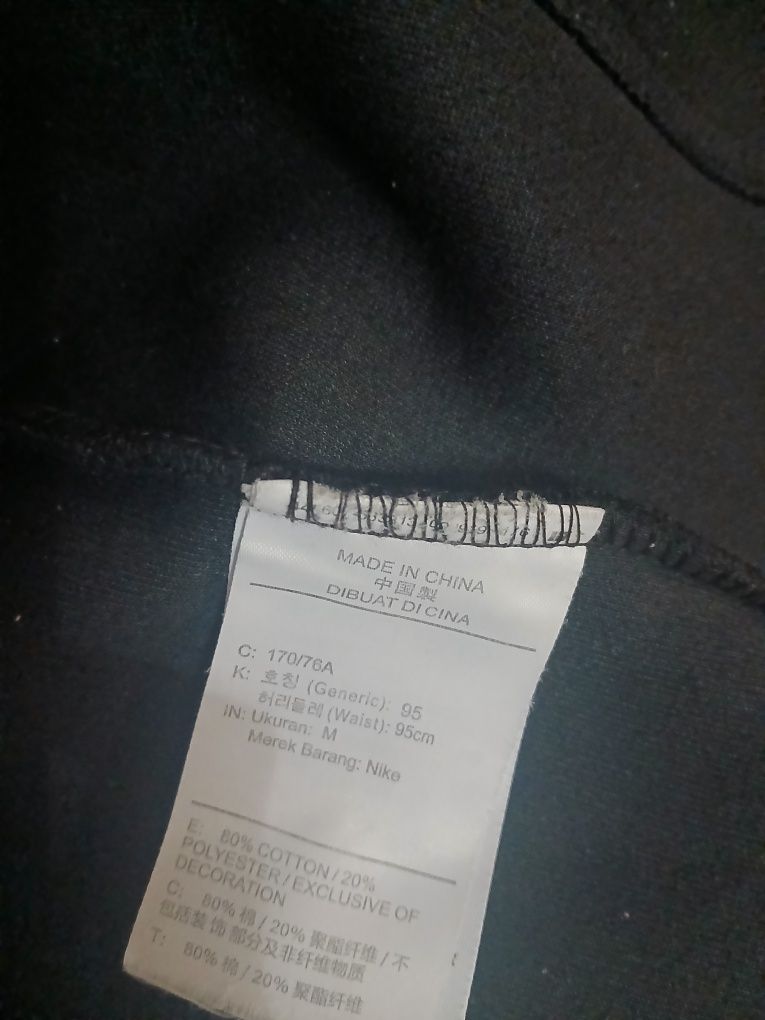 MADE IN CHINA
中国製
DIBUAT DI CINA
C: 170/76A
K: 호칭 (Generic): 95
허리둘레 (Waist): 95cm
IN: Ukuran: M
Merek Barang: Nike
E: 80% COTTON / 20%
POLYESTER / EXCLUSIVE OF
DECORATION
C: 80% 棉 / 20% 聚酯纤维 / 不
包括装饰部分及非纤维物质
T: 80% 棉 / 20% 聚酯纤维